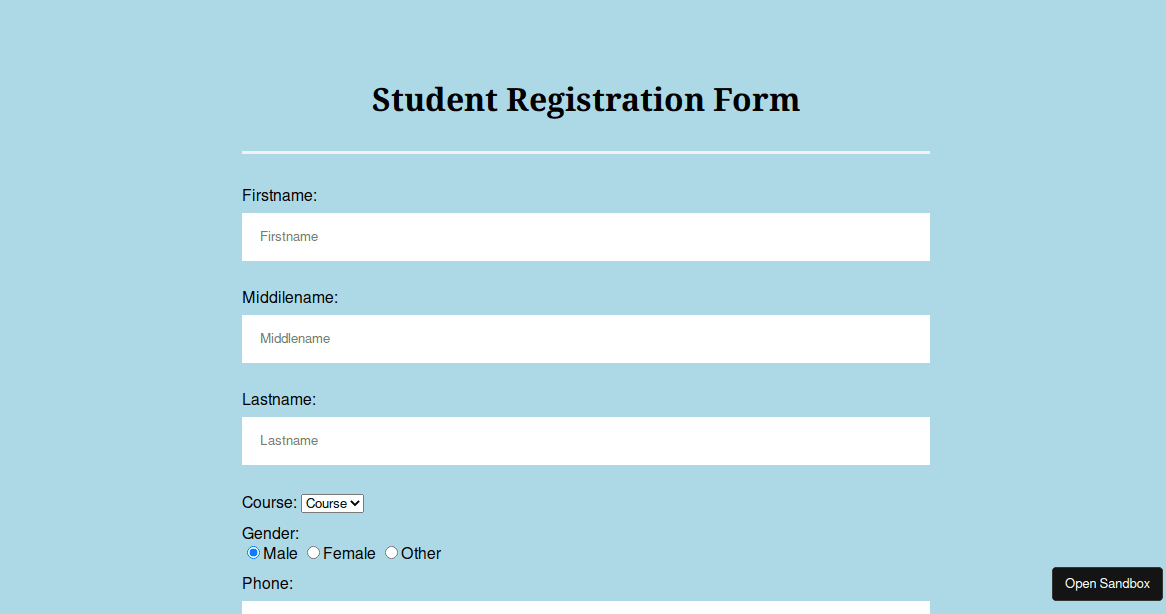 Student Registration Form
Firstname:
Firstname
Middilename:
Middlename
Lastname:
Lastname
Course: Course
Gender:
Male Female Other
Phone:
Open Sandbox